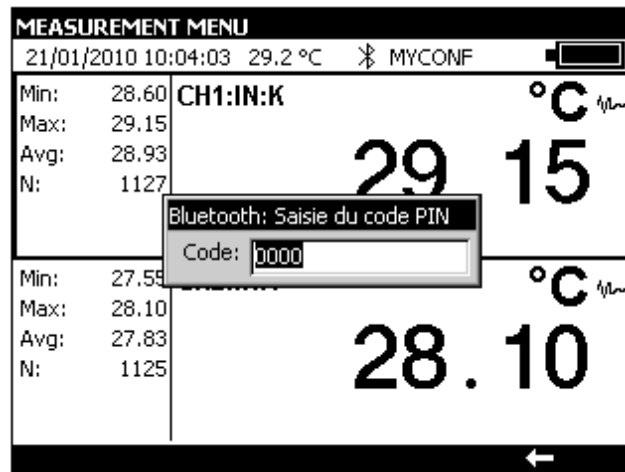 MEASUREMENT MENU
21/01/2010 10:04:03 29.2 °C MYCONF
Min: 28.60
Max: 29.15
Avg: 28.93
N: 1127
CH1:IN:K
°C
29 15
Bluetooth: Saisie du code PIN
Code: 0000
Min: 27.55
Max: 28.10
Avg: 27.83
N: 1125
°C
28.10